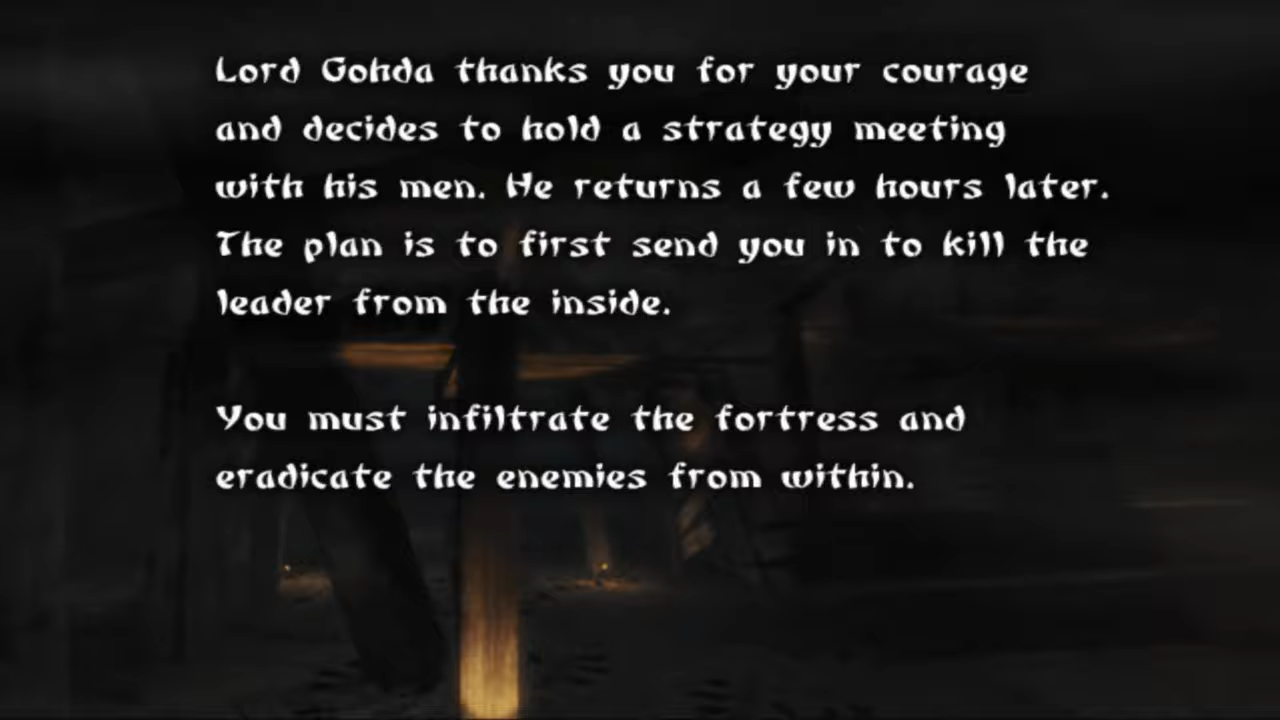 Lord Gohda thanks you for your courage
and decides to hold a strategy meeting
with his men. He returns a few hours later.
The plan is to first send you in to kill the
leader from the inside.
You must infiltrate the fortress and
eradicate the enemies from within.